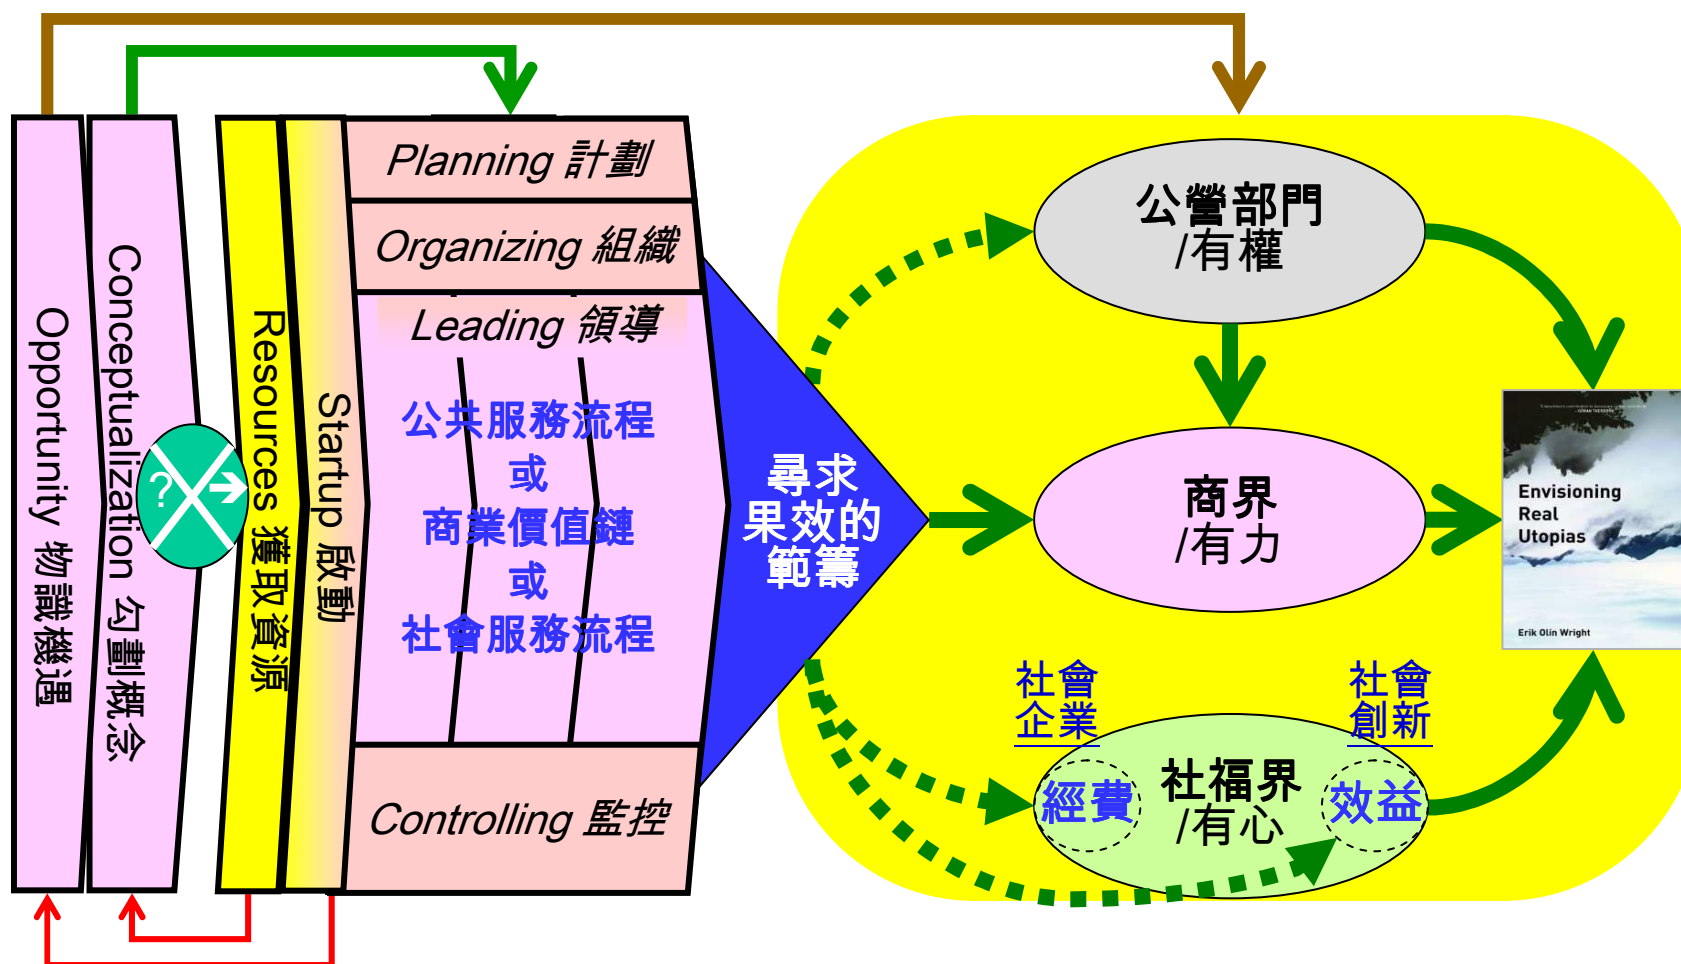 Opportunity 物識機遇
Conceptualization 勾劃概念
?
Resources 獲取資源
Startup 啟動
Planning 計劃
Organizing 組織
Leading 領導
公共服務流程
或
商業價值鏈
或
社會服務流程
Controlling 監控
尋求
果效的
範籌
公營部門
/有權
商界
/有力
社會
企業
社會
創新
經費
社福界
/有心
效益
Envisioning
Real
Utopias
Erik Olin Wright